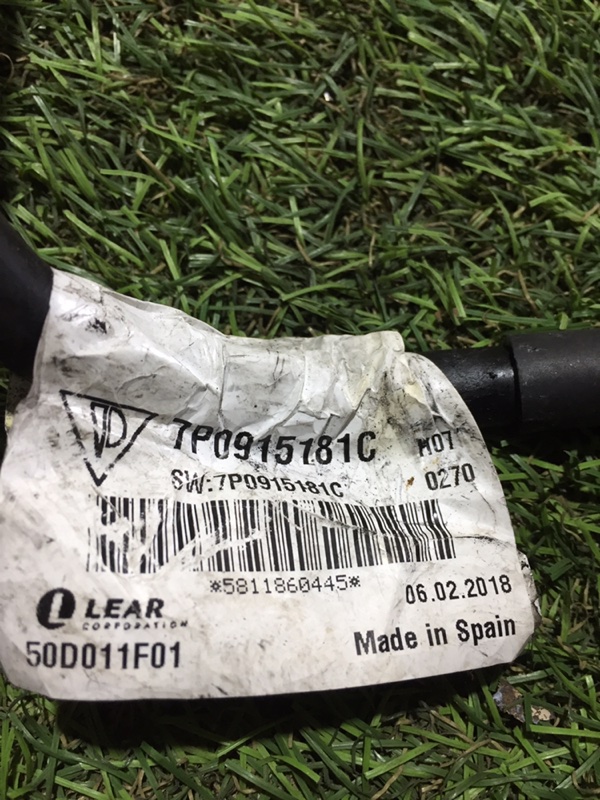 7P0915181C
H07
SW:7P0915181C
0270
*5811860445*
06.02.2018
LEAR
CORPORATION
50D011F01
Made in Spain